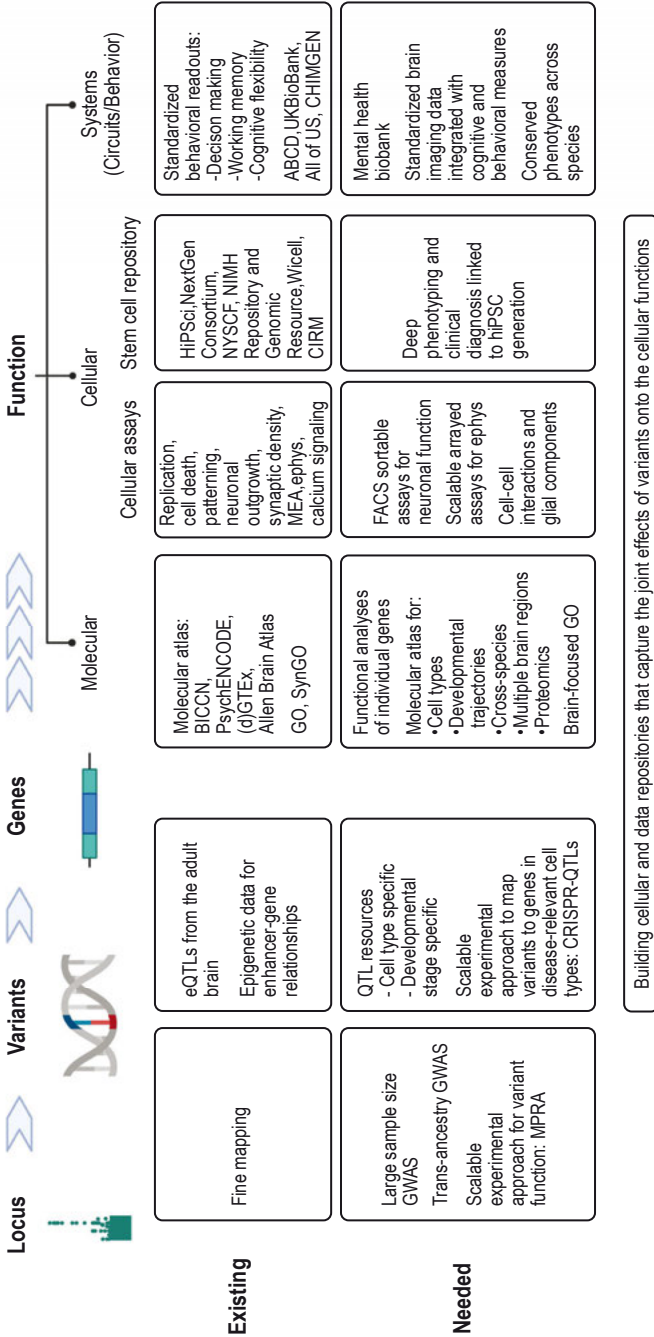 Locus
Variants
Genes
Function
Molecular
Cellular
Systems
(Circuits/Behavior)
Cellular assays
Stem cell repository
Existing
Fine mapping
eQTLs from the adult
brain
Epigenetic data for
enhancer-gene
relationships
Molecular atlas:
BICCN,
PsychENCODE,
(d)GTEx,
Allen Brain Atlas
GO, SynGO
Replication,
cell death,
patterning,
neuronal
outgrowth,
synaptic density,
MEA,ephys,
calcium signaling
HiPSci,NextGen
Consortium,
NYSCF, NIMH
Repository and
Genomic
Resource,Wicell,
CIRM
Standardized
behavioral readouts:
-Decison making
-Working memory
-Cognitive flexibility
ABCD,UKBioBank,
All of US, CHIMGEN
Needed
Large sample size
GWAS
Trans-ancestry GWAS
Scalable
experimental
approach for variant
function: MPRA
QTL resources
- Cell type specific
- Developmental
stage specific
Scalable
experimental
approach to map
variants to genes in
disease-relevant cell
types: CRISPR-QTLs
Functional analyses
of individual genes
Molecular atlas for:
•Cell types
•Developmental
trajectories
•Cross-species
•Multiple brain regions
•Proteomics
Brain-focused GO
FACS sortable
assays for
neuronal function
Scalable arrayed
assays for ephys
Cell-cell
interactions and
glial components
Deep
phenotyping and
clinical
diagnosis linked
to hiPSC
generation
Mental health
biobank
Standardized brain
imaging data
integrated with
cognitive and
behavioral measures
Conserved
phenotypes across
species
Building cellular and data repositories that capture the joint effects of variants onto the cellular functions